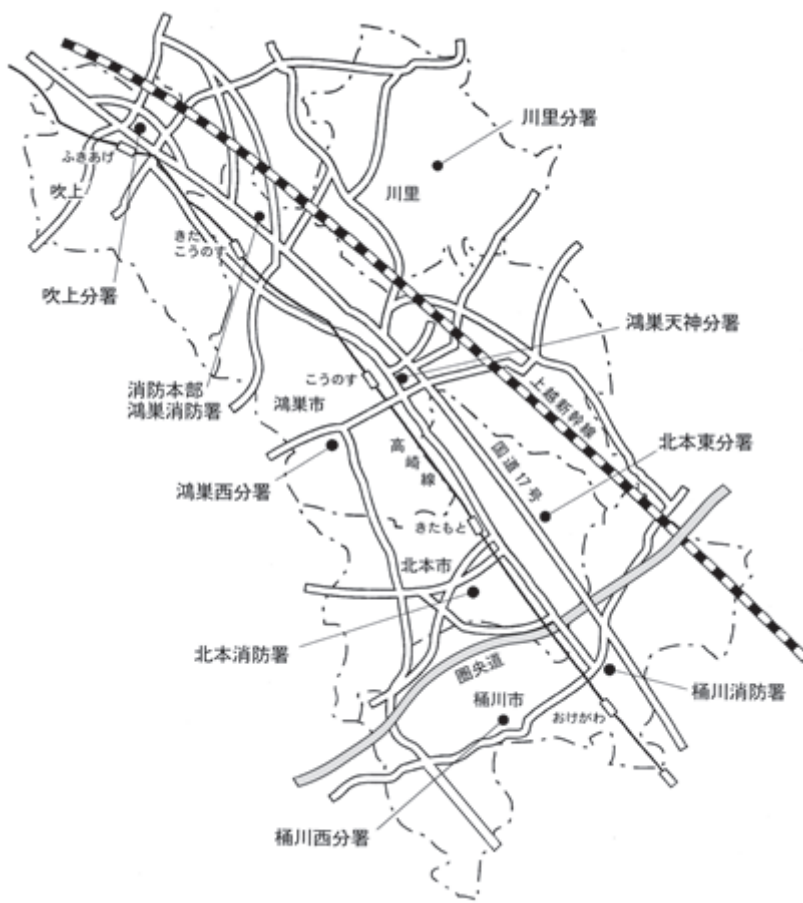 川里分署
ふきあげ
吹上
川里
きた
こうのす
吹上分署
鴻巣天神分署
こうのす
消防本部
鴻巣消防署
鴻巣市
上越新幹線
高崎線
国道17号
北本東分署
鴻巣西分署
きたもと
北本市
北本消防署
圏央道
桶川市
桶川消防署
おけがわ
桶川西分署